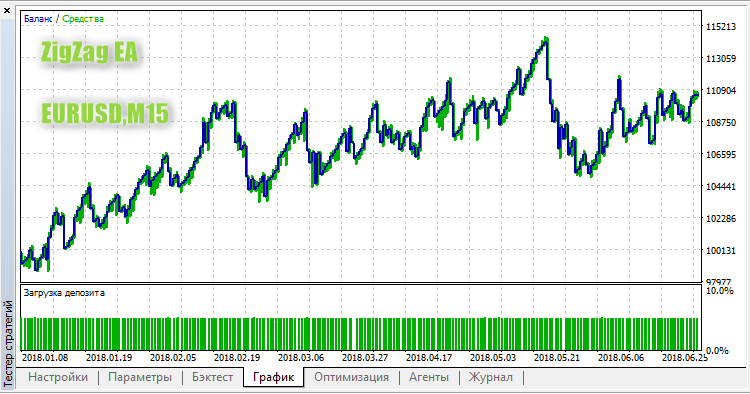 Баланс / Средства
ZigZag EA
EURUSD,M15
115213
113059
110904
108750
106595
104441
102286
100131
97977
Загрузка депозита
10.0%
0.0%
2018.01.08 2018.01.19 2018.02.05 2018.02.19 2018.03.06 2018.03.27 2018.04.17 2018.05.03 2018.05.21 2018.06.06 2018.06.25
Тестер стратегий
Настройки Параметры Бэктест График Оптимизация Агенты Журнал